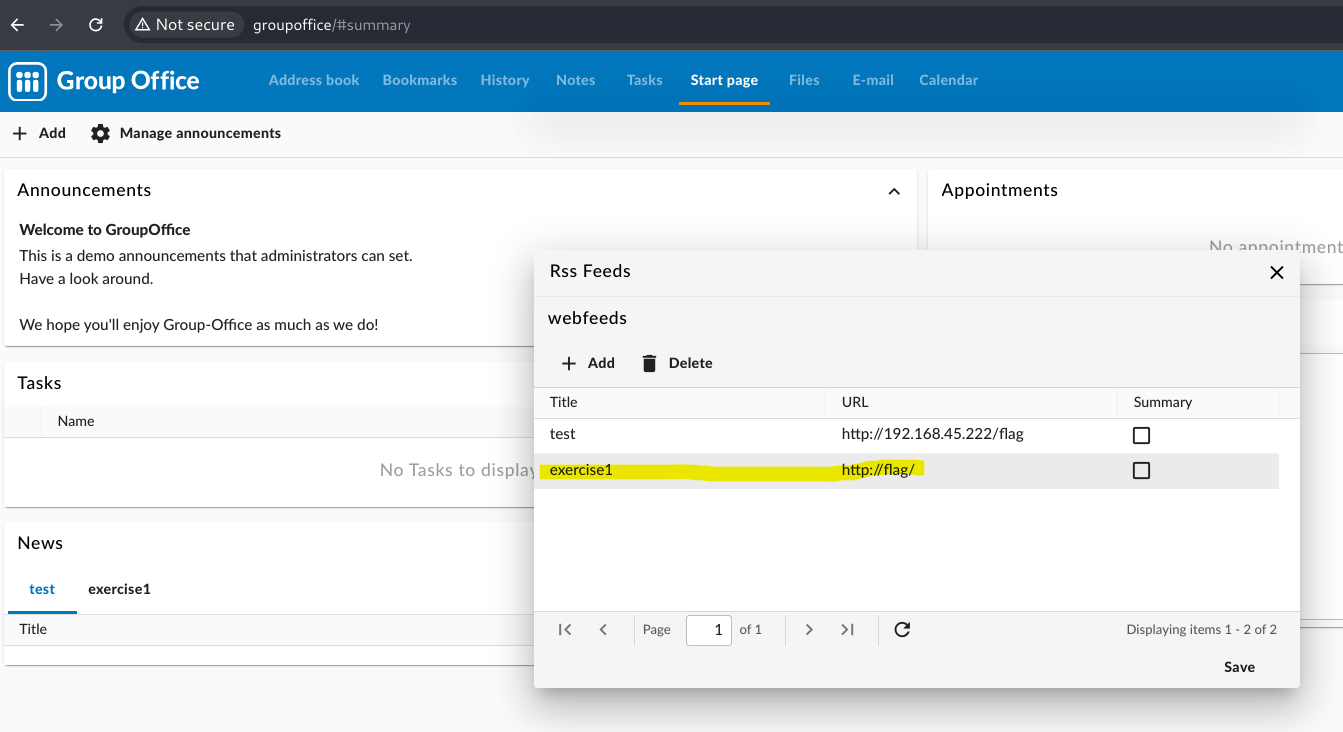 Not secure groupoffice/#summary
Group Office
Address book Bookmarks History Notes Tasks Start page Files E-mail Calendar
Add Manage announcements
Announcements
Welcome to GroupOffice
This is a demo announcements that administrators can set.
Have a look around.
We hope you'll enjoy Group-Office as much as we do!
Appointments
No appointment
Tasks
Name
No Tasks to display
News
test exercise1
Title
Rss Feeds
webfeeds
Add Delete
Title URL Summary
test http://192.168.45.222/flag
exercise1 http://flag/
Page 1 of 1 Displaying items 1 - 2 of 2
Save